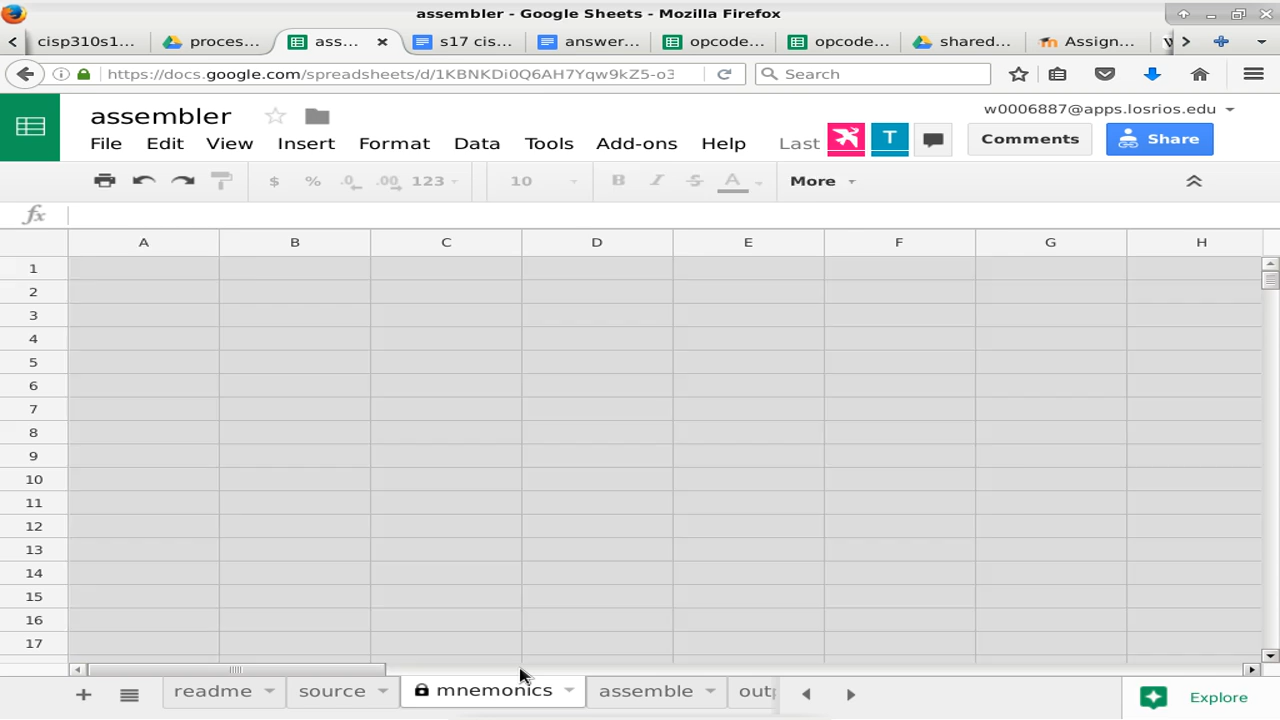 assembler - Google Sheets - Mozilla Firefox
cisp310s1... proces... ass... s17 cis... answer... opcode... opcode... shared... Assign...
https://docs.google.com/spreadsheets/d/1KBNKDi0Q6AH7Yqw9kZ5-o3 Search
assembler w0006887@apps.losrios.edu
File Edit View Insert Format Data Tools Add-ons Help Last T Comments Share
$ % .0 .00 123 10 B I S A More
fx
A B C D E F G H
1
2
3
4
5
6
7
8
9
10
11
12
13
14
15
16
17
+ readme source mnemonics assemble outp Explore